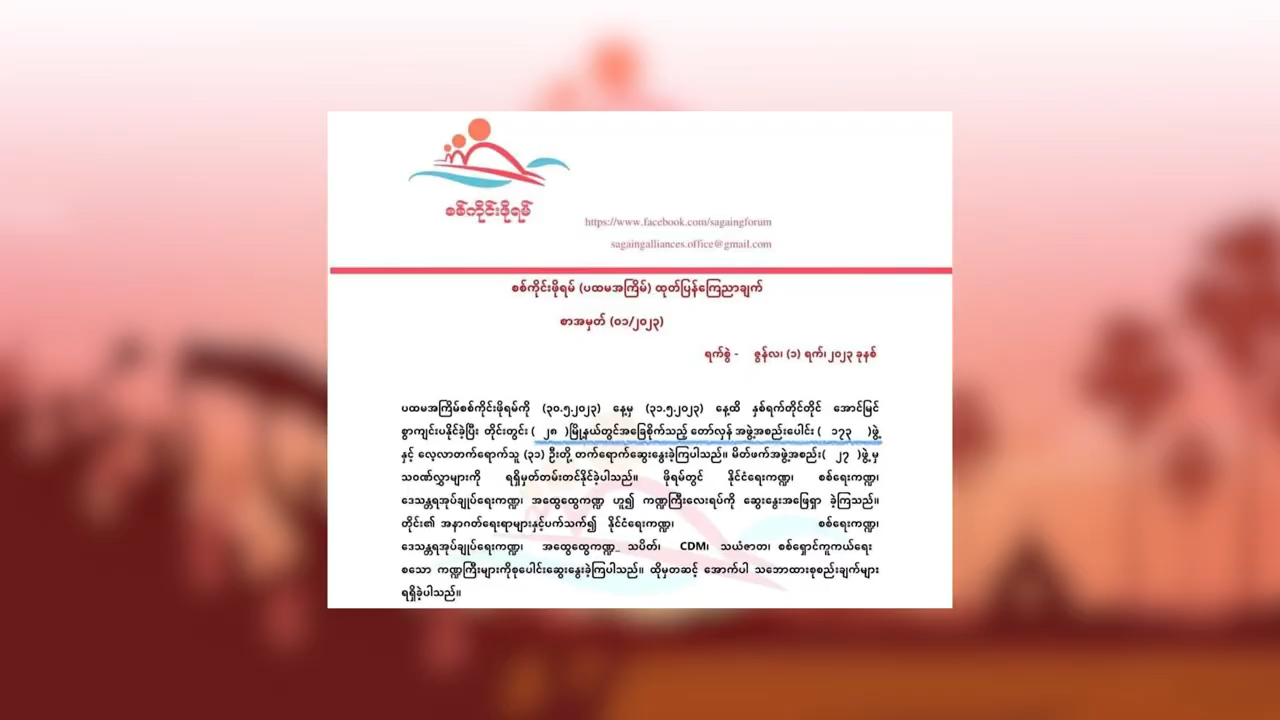 စစ်ကိုင်းဖိုရမ်
https://www.facebook.com/sagaingforum
sagaingalliances.office@gmail.com
စစ်ကိုင်းဖိုရမ် (ပထမအကြိမ်) ထုတ်ပြန်ကြေညာချက်
စာအမှတ် (၀၁/၂၀၂၃)
ရက်စွဲ - ဇွန်လ၊ (၁) ရက်၊၂၀၂၃ ခုနှစ်
ပထမအကြိမ်စစ်ကိုင်းဖိုရမ်ကို (၃၀.၅.၂၀၂၃) နေ့မှ (၃၁.၅.၂၀၂၃) နေ့ထိ နှစ်ရက်တိုင်တိုင် အောင်မြင်
စွာကျင်းပနိုင်ခဲ့ပြီး တိုင်းတွင်း ( ၂၈ )မြို့နယ်တွင်အခြေစိုက်သည့် တော်လှန် အဖွဲ့အစည်းပေါင်း ( ၁၇၃ )ဖွဲ့
နှင့် လေ့လာတက်ရောက်သူ (၃၁) ဦးတို့ တက်ရောက်ဆွေးနွေးခဲ့ကြပါသည်။ မိတ်ဖက်အဖွဲ့အစည်း( ၂၇ )ဖွဲ့ မှ
သဝဏ်လွှာများကို ရရှိမှတ်တမ်းတင်နိုင်ခဲ့ပါသည်။ ဖိုရမ်တွင် နိုင်ငံရေးကဏ္ဍ၊ စစ်ရေးကဏ္ဍ၊
ဒေသန္တရအုပ်ချုပ်ရေးကဏ္ဍ၊ အထွေထွေကဏ္ဍ ဟူ၍ ကဏ္ဍကြီးလေးရပ်ကို ဆွေးနွေးအဖြေရှာ ခဲ့ကြသည်။
တိုင်း၏ အနာဂတ်ရေးရာများနှင့်ပက်သက်၍ နိုင်ငံရေးကဏ္ဍ၊ စစ်ရေးကဏ္ဍ၊
ဒေသန္တရအုပ်ချုပ်ရေးကဏ္ဍ၊ အထွေထွေကဏ္ဍ_ သပိတ်၊ CDM၊ သယံဇာတ၊ စစ်ရှောင်ကူကယ်ရေး
စသော ကဏ္ဍကြီးများကိုစုပေါင်းဆွေးနွေးခဲ့ကြပါသည်။ ထိုမှတဆင့် အောက်ပါ သဘောထားစုစည်းချက်များ
ရရှိခဲ့ပါသည်။